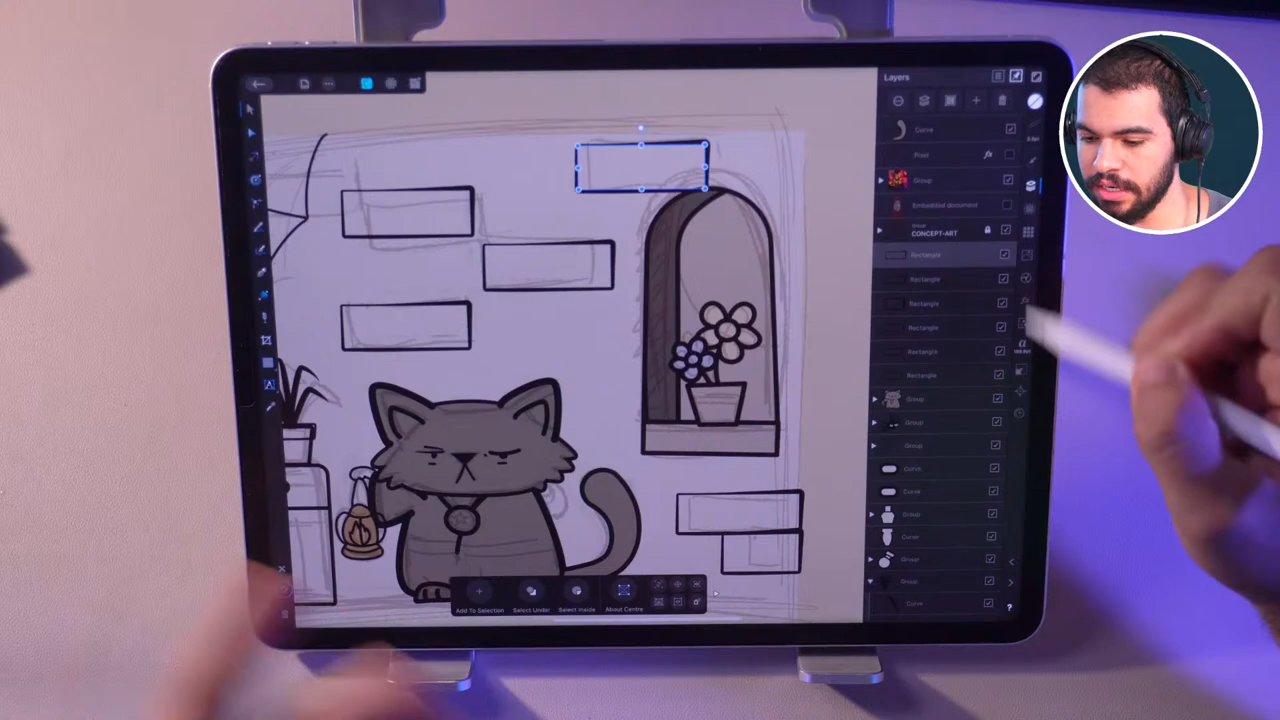 Layers
Curve
Pixel
fx
Group
Embedded document
Group
CONCEPT-ART
Rectangle
Rectangle
Rectangle
Rectangle
Rectangle
Rectangle
Group
Group
Group
Curve
Group
Curve
Group
Group
Curve
?
Add To Selection
Select Under
Select Inside
About Centre